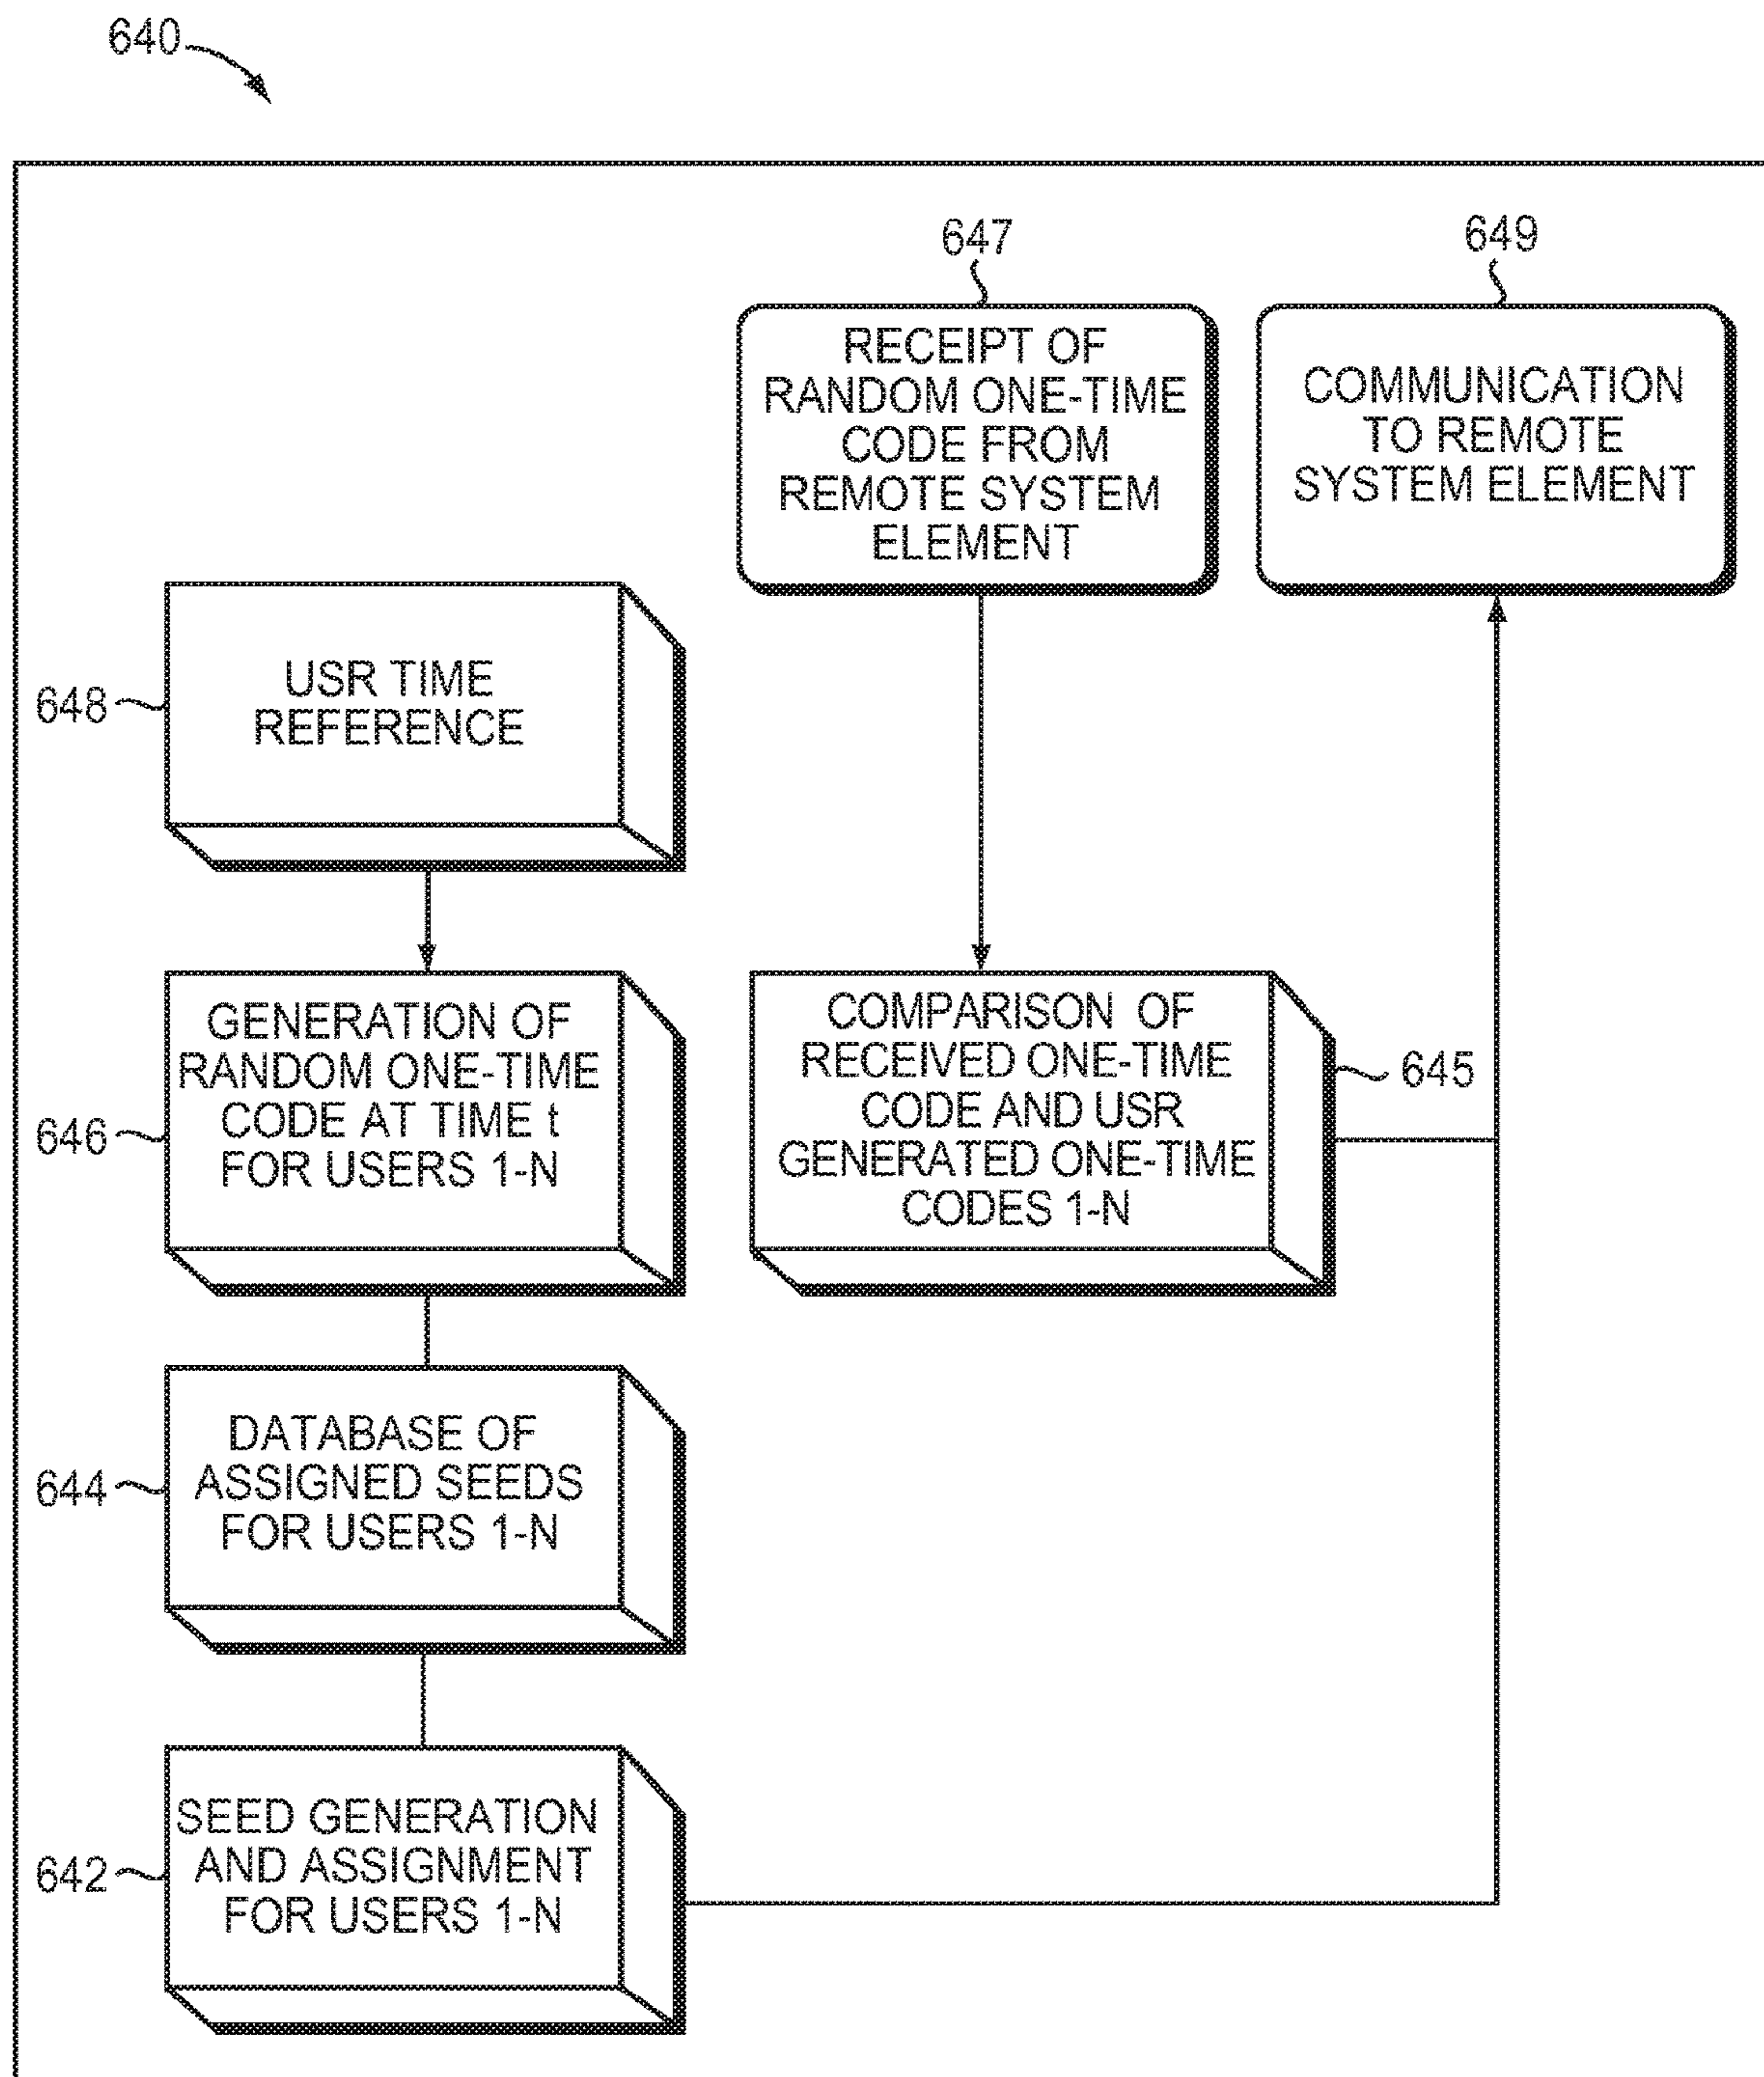 640
647
649
RECEIPT OF
RANDOM ONE-TIME
CODE FROM
REMOTE SYSTEM
ELEMENT
COMMUNICATION
TO REMOTE
SYSTEM ELEMENT
648
USR TIME
REFERENCE
646
GENERATION OF
RANDOM ONE-TIME
CODE AT TIME t
FOR USERS 1-N
COMPARISON OF
RECEIVED ONE-TIME
CODE AND USR
GENERATED ONE-TIME
CODES 1-N
645
644
DATABASE OF
ASSIGNED SEEDS
FOR USERS 1-N
642
SEED GENERATION
AND ASSIGNMENT
FOR USERS 1-N